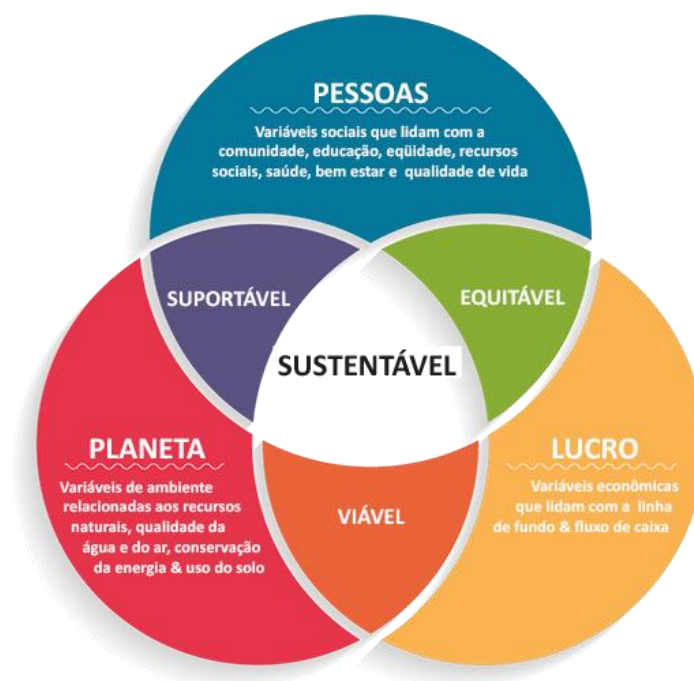 PESSOAS
Variáveis sociais que lidam com a
comunidade, educação, eqüidade, recursos
sociais, saúde, bem estar e qualidade de vida
SUPORTÁVEL
EQUITÁVEL
SUSTENTÁVEL
PLANETA
Variáveis de ambiente
relacionadas aos recursos
naturais, qualidade da
água e do ar, conservação
da energia & uso do solo
LUCRO
Variáveis econômicas
que lidam com a linha
de fundo & fluxo de caixa
VIÁVEL